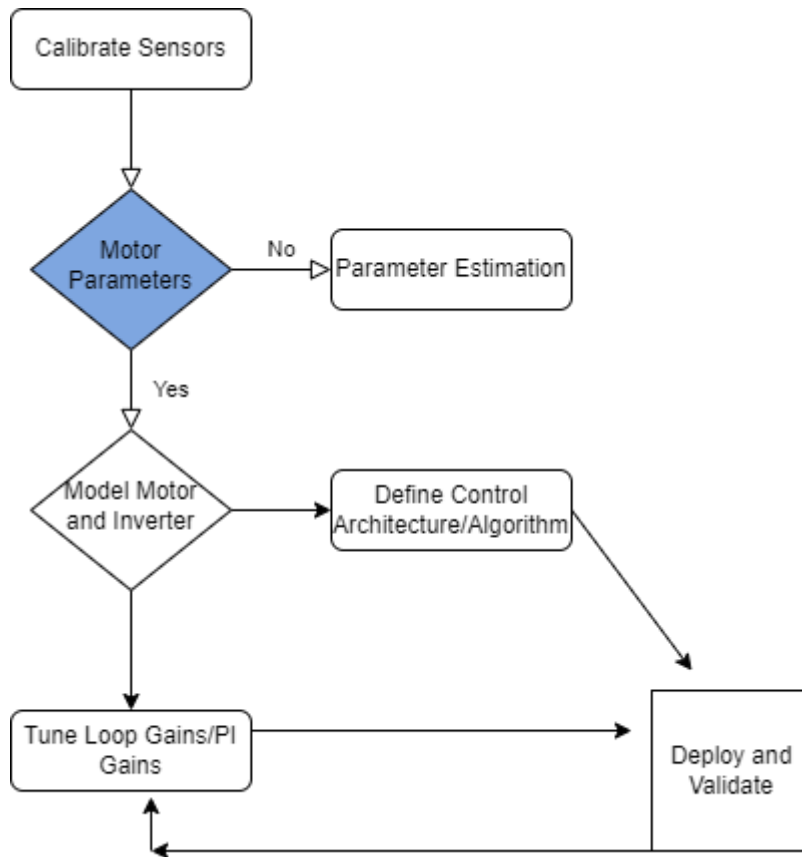 Calibrate Sensors
Motor
Parameters
No
Parameter Estimation
Yes
Model Motor
and Inverter
Define Control
Architecture/Algorithm
Tune Loop Gains/PI
Gains
Deploy and
Validate